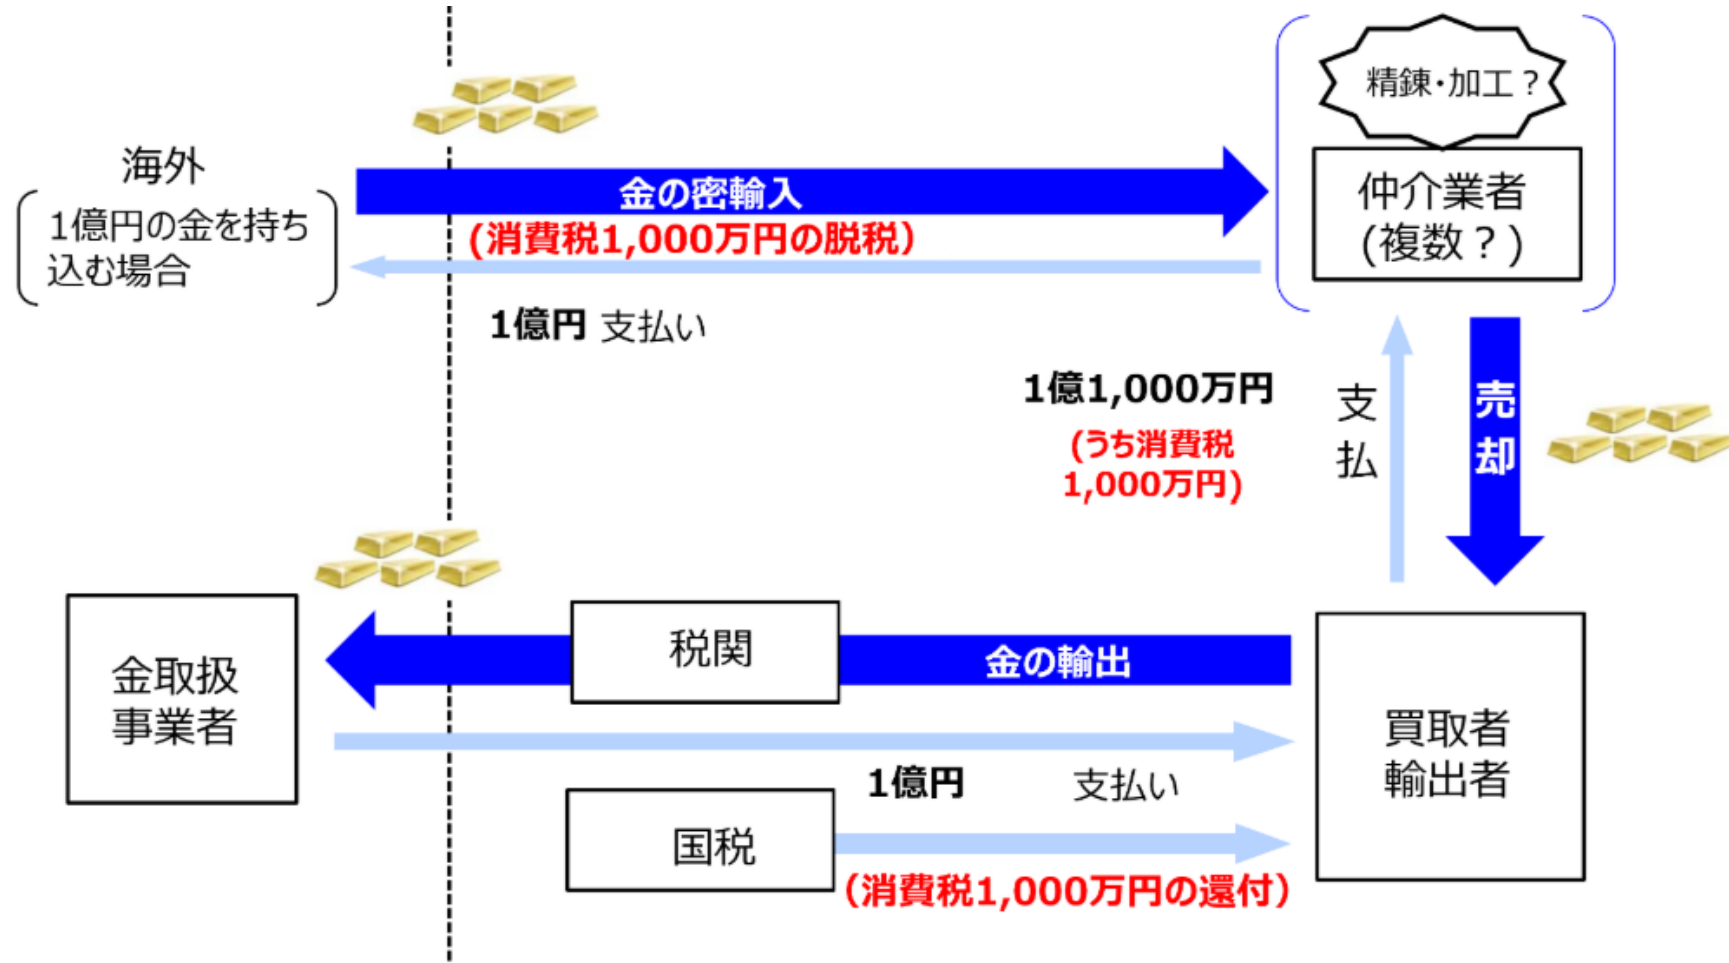 精錬・加工？
海外
1億円の金を持ち
込む場合
金の密輸入
(消費税1,000万円の脱税）
仲介業者
(複数？)
1億円 支払い
1億1,000万円
(うち消費税
1,000万円)
支
払
売
却
金取扱
事業者
税関
金の輸出
買取者
輸出者
1億円 支払い
国税
（消費税1,000万円の還付）